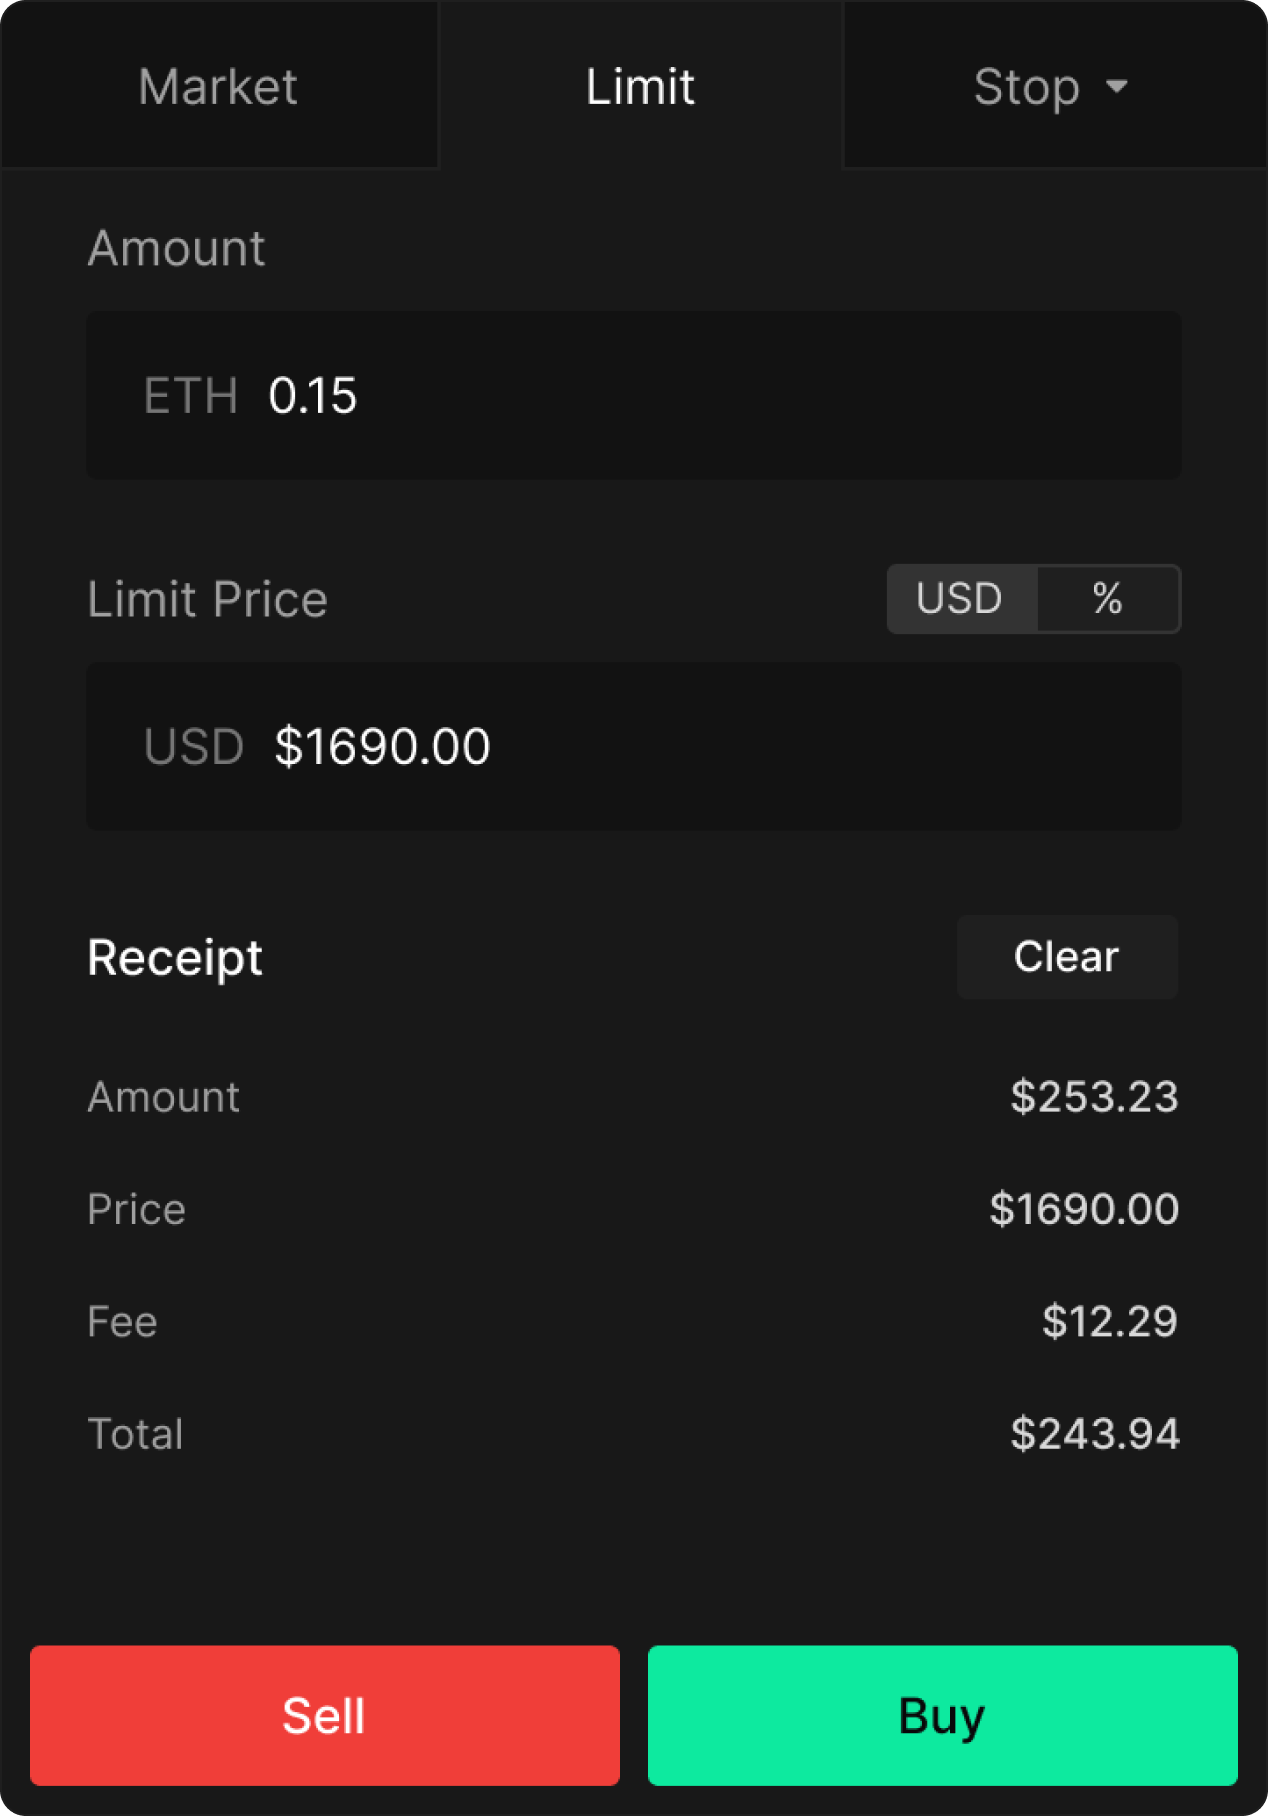 Market Limit Stop
Amount
ETH 0.15
Limit Price USD %
USD $1690.00
Receipt Clear
Amount $253.23
Price $1690.00
Fee $12.29
Total $243.94
Sell Buy